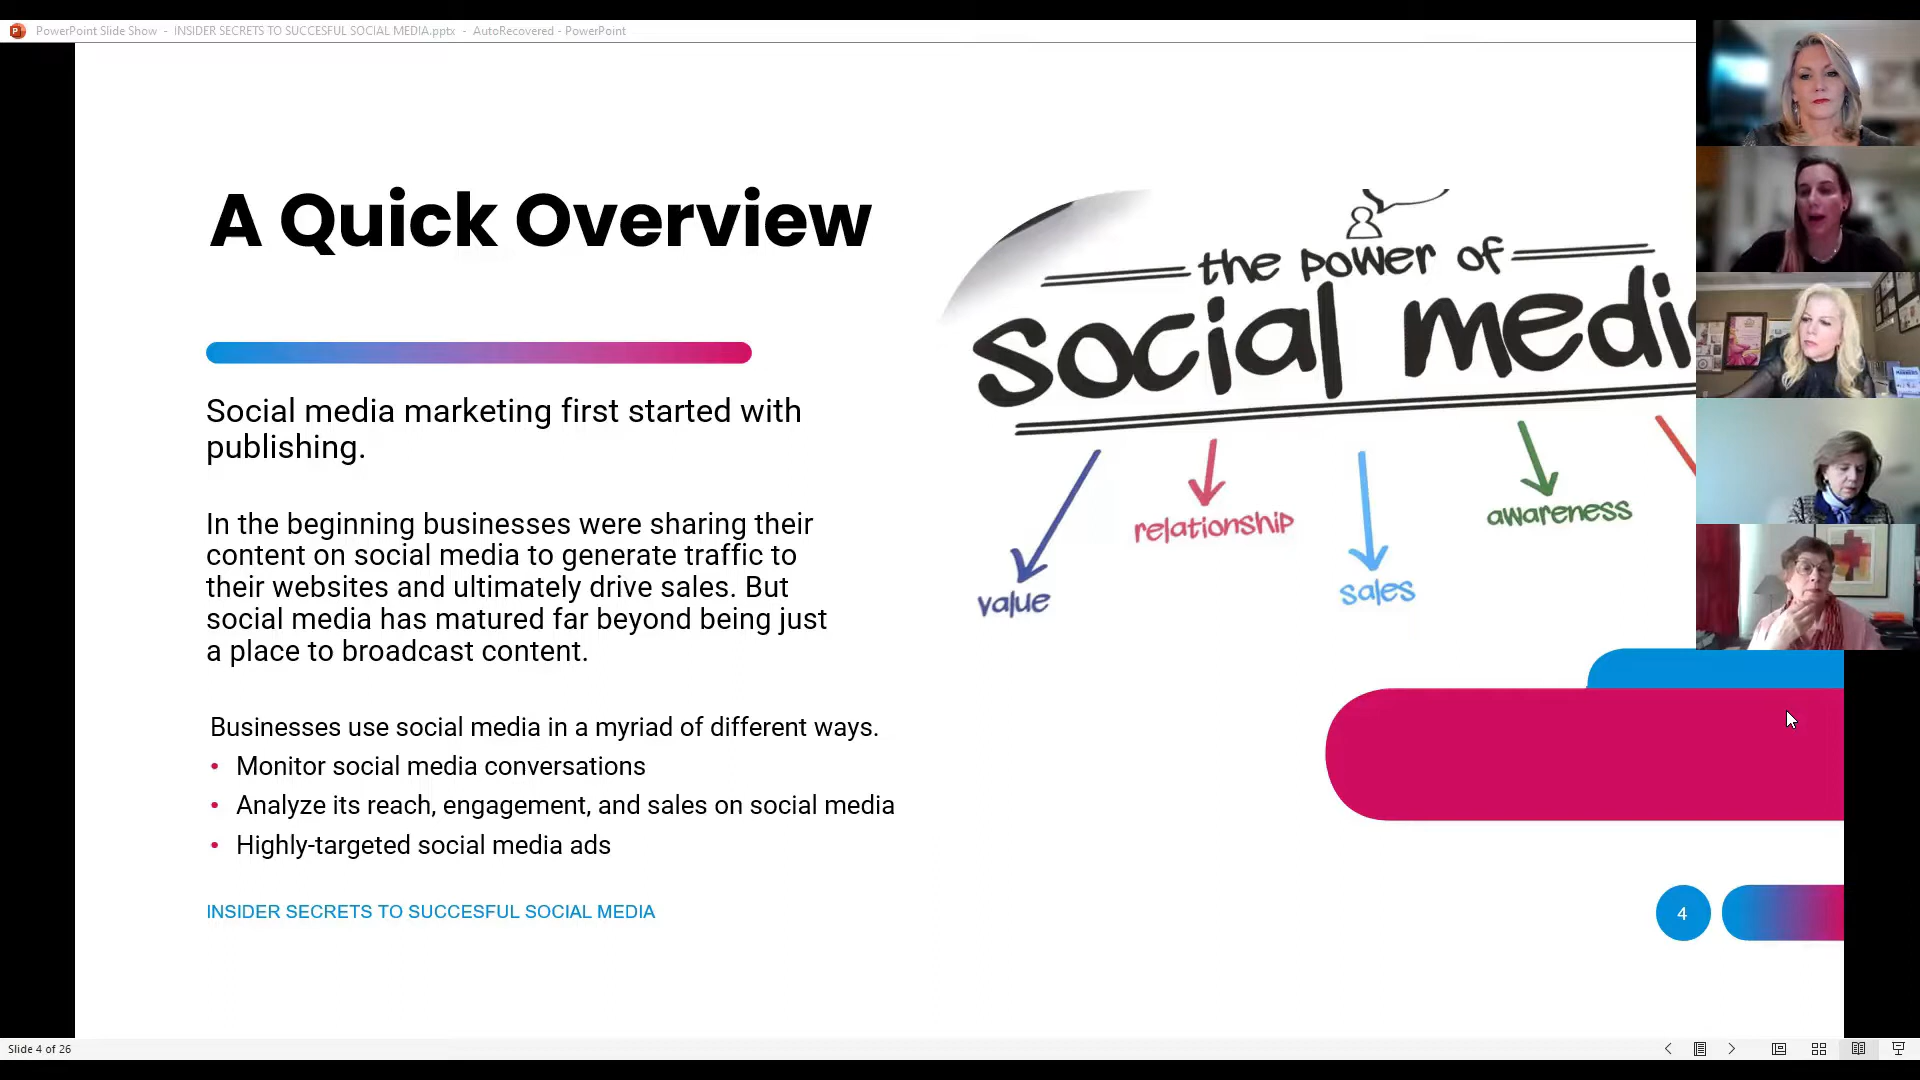 PowerPoint Slide Show - INSIDER SECRETS TO SUCCESFUL SOCIAL MEDIA.pptx - AutoRecovered - PowerPoint
A Quick Overview
Social media marketing first started with
publishing.
In the beginning businesses were sharing their
content on social media to generate traffic to
their websites and ultimately drive sales. But
social media has matured far beyond being just
a place to broadcast content.
Businesses use social media in a myriad of different ways.
• Monitor social media conversations
• Analyze its reach, engagement, and sales on social media
• Highly-targeted social media ads
the power of
social media
relationship
awareness
value
sales
INSIDER SECRETS TO SUCCESFUL SOCIAL MEDIA
4
Slide 4 of 26